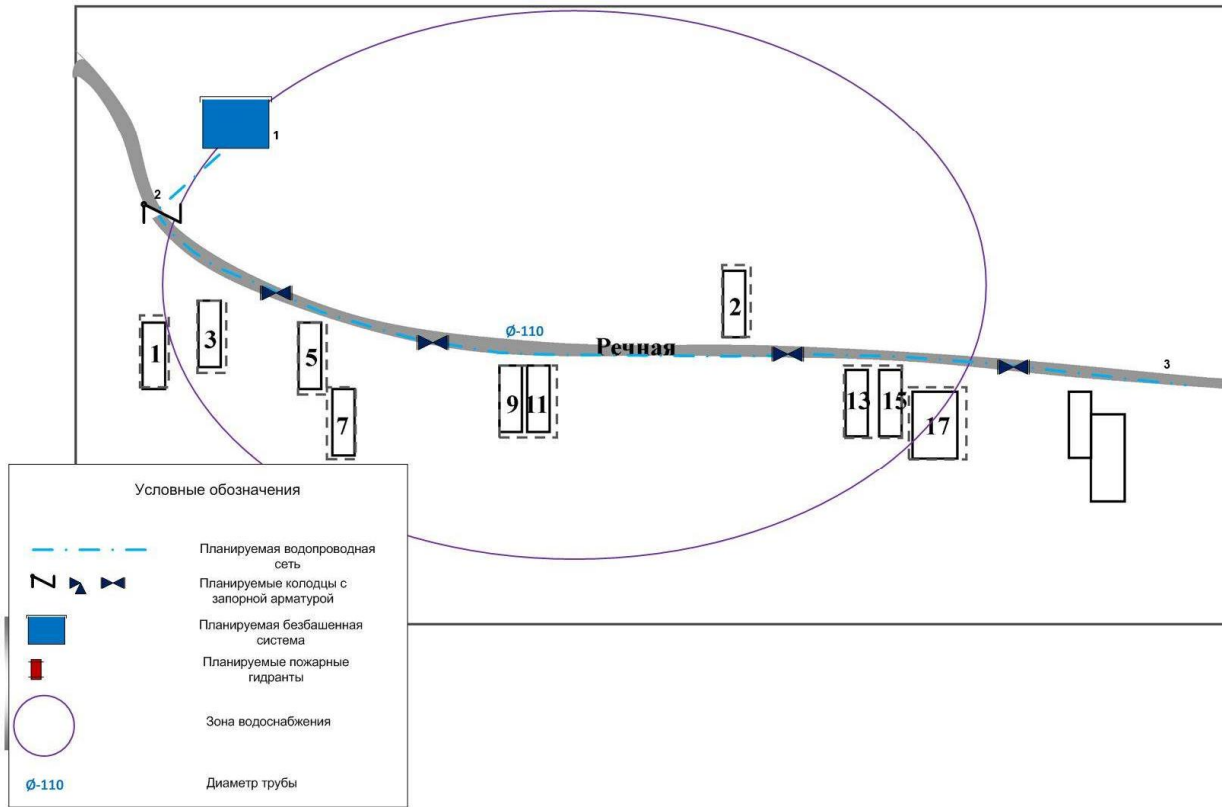 1
2
2
Ø-110
Речная
3
1
3
5
7
9
11
13
15
17
Условные обозначения
Планируемая водопроводная
сеть
Планируемые колодцы с
запорной арматурой
Планируемая безбашенная
система
Планируемые пожарные
гидранты
Зона водоснабжения
Ø-110
Диаметр трубы